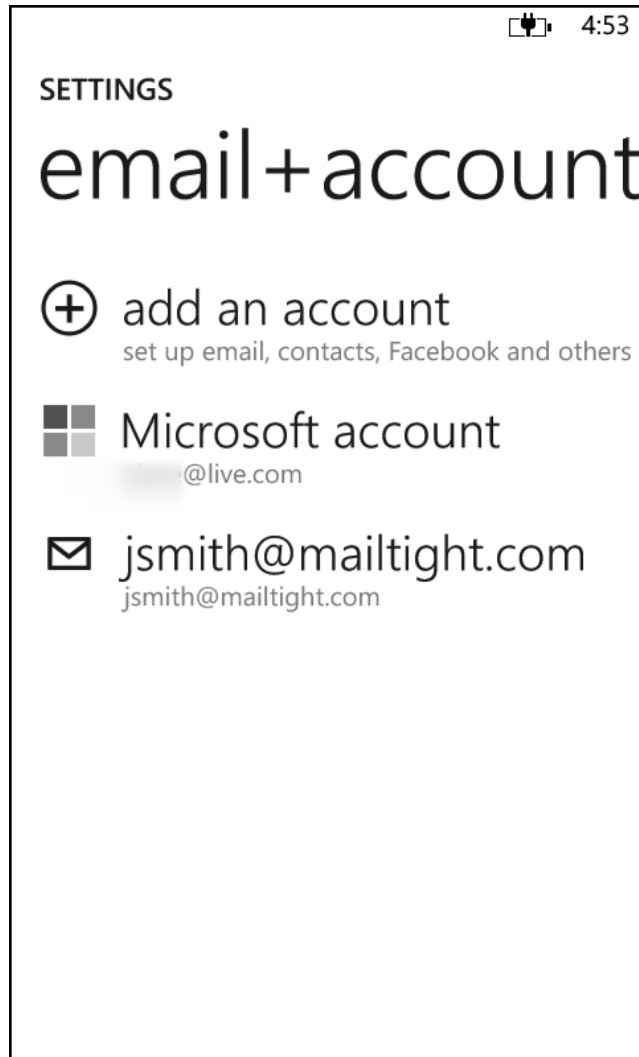 4:53
SETTINGS
email+account
add an account
set up email, contacts, Facebook and others
Microsoft account
@live.com
jsmith@mailtight.com
jsmith@mailtight.com